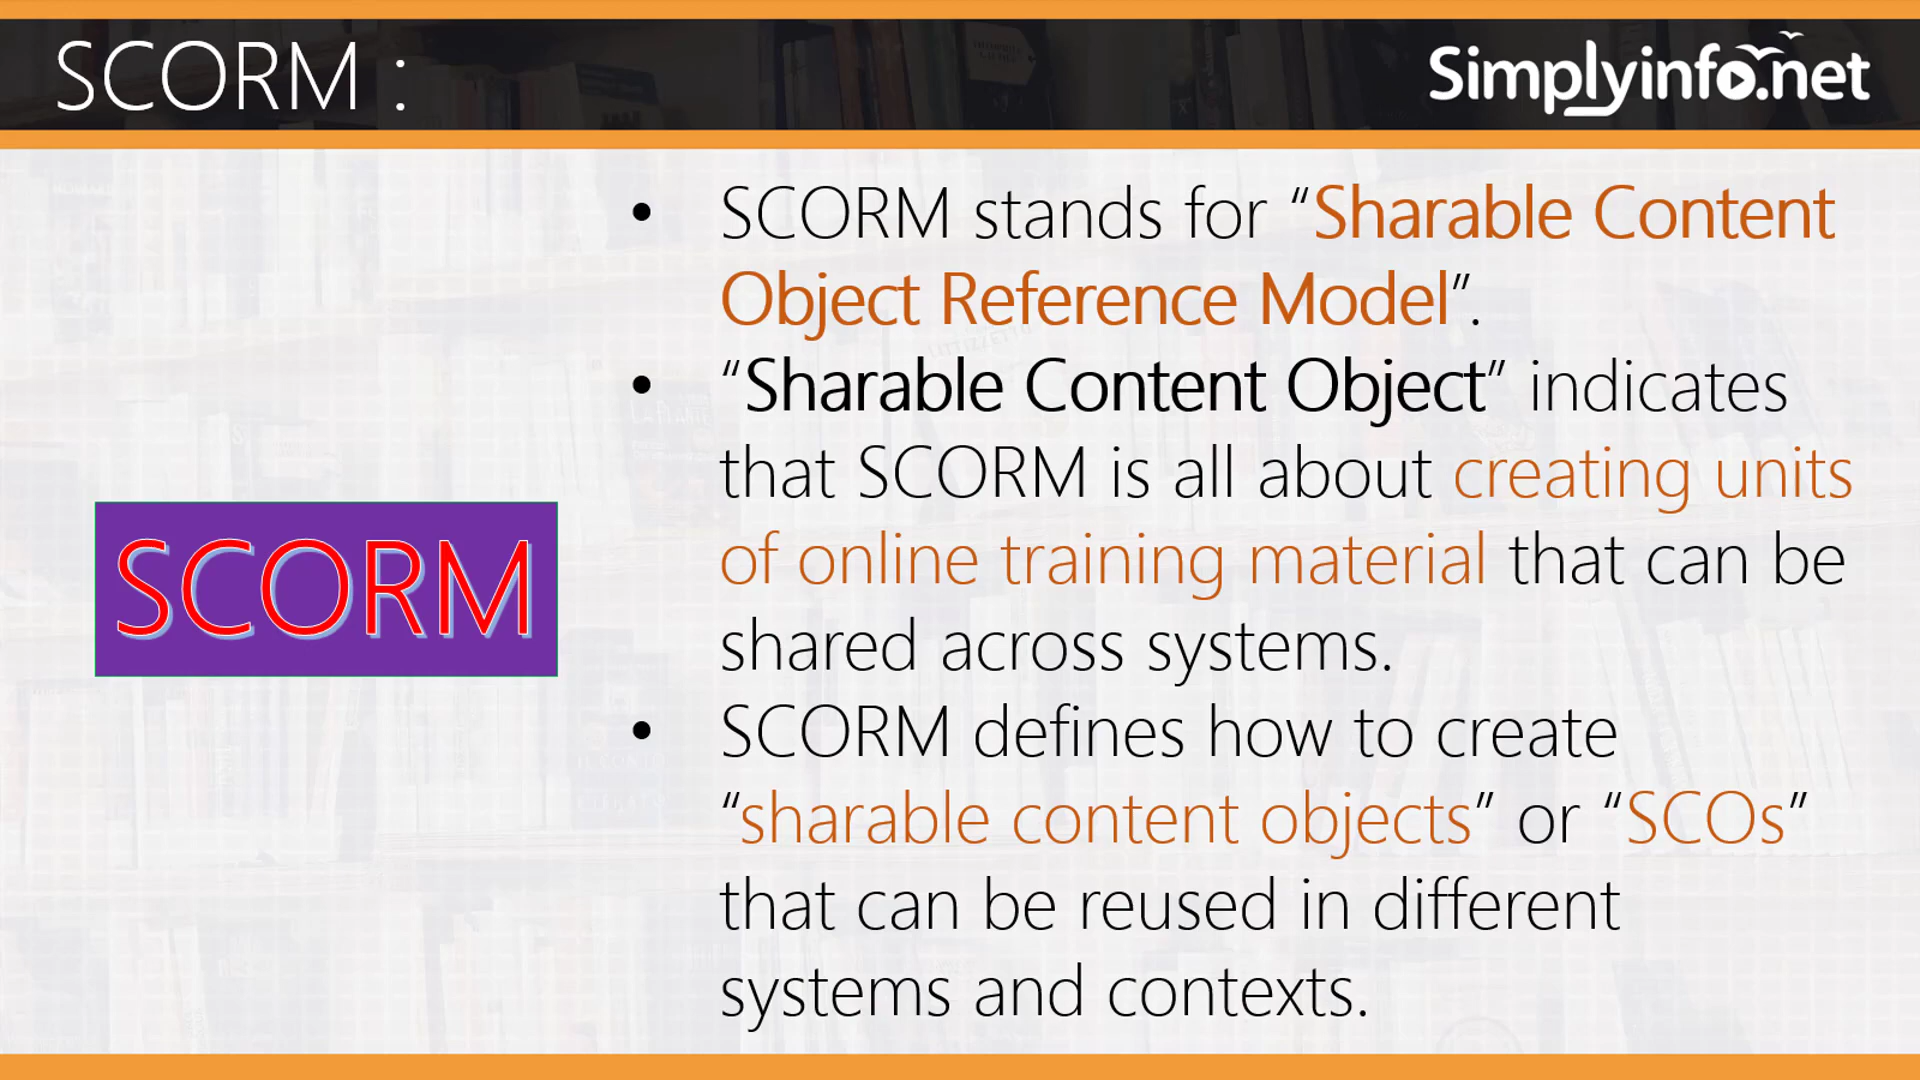 SCORM :
Simplyinfo.net
• SCORM stands for “Sharable Content
Object Reference Model”.
• “Sharable Content Object” indicates
that SCORM is all about creating units
of online training material that can be
shared across systems.
SCORM
• SCORM defines how to create
“sharable content objects” or “SCOs”
that can be reused in different
systems and contexts.